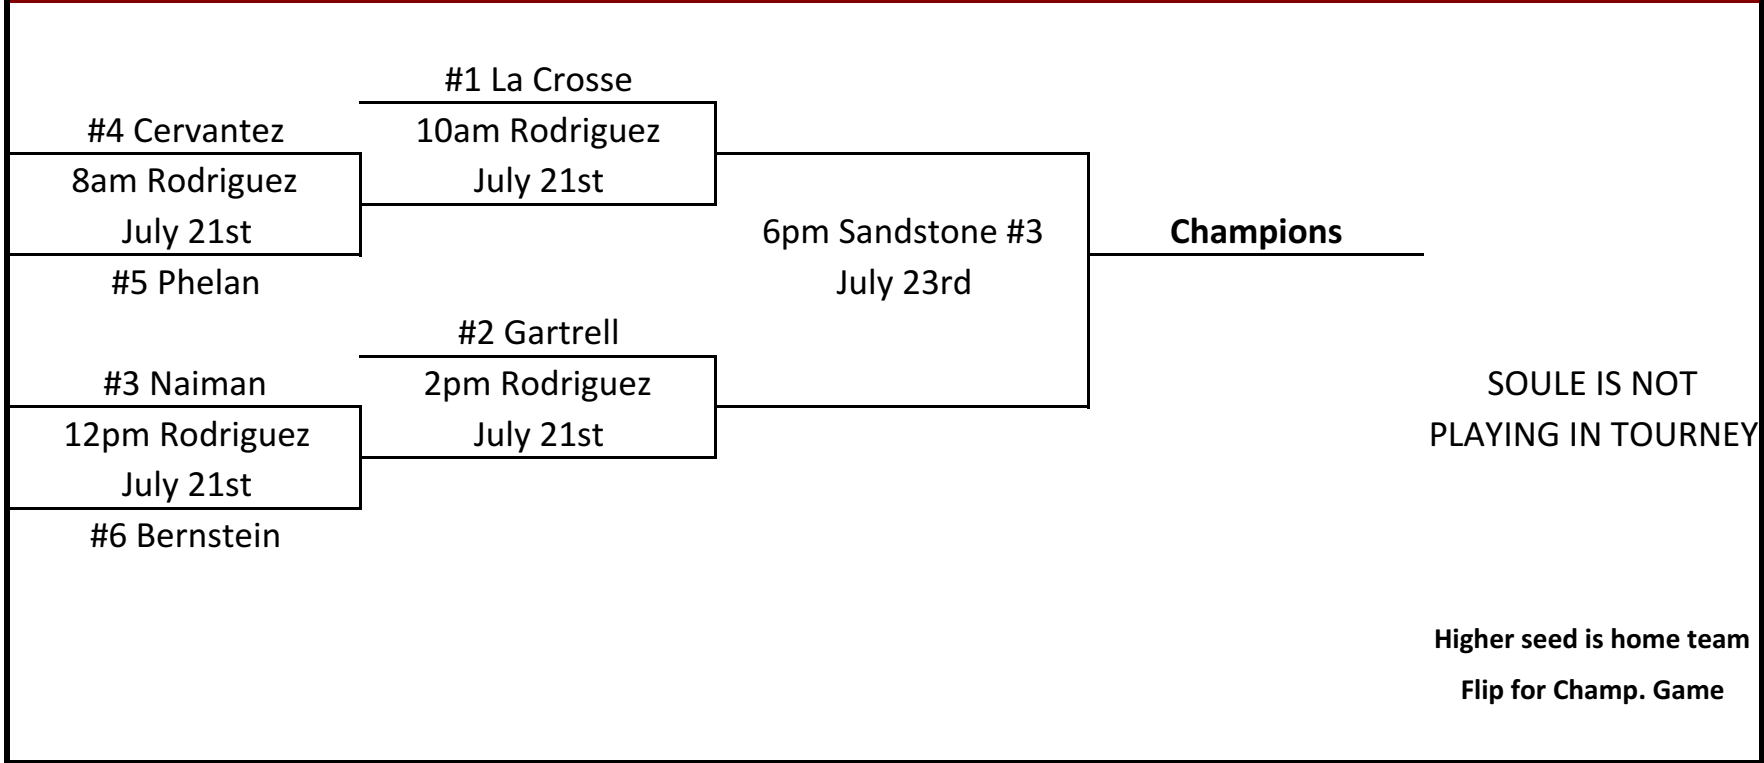 #1 La Crosse
#4 Cervantez
10am Rodriguez
8am Rodriguez
July 21st
July 21st
6pm Sandstone #3
Champions
#5 Phelan
July 23rd
#2 Gartrell
#3 Naiman
2pm Rodriguez
SOULE IS NOT
12pm Rodriguez
July 21st
PLAYING IN TOURNEY
July 21st
#6 Bernstein
Higher seed is home team
Flip for Champ. Game